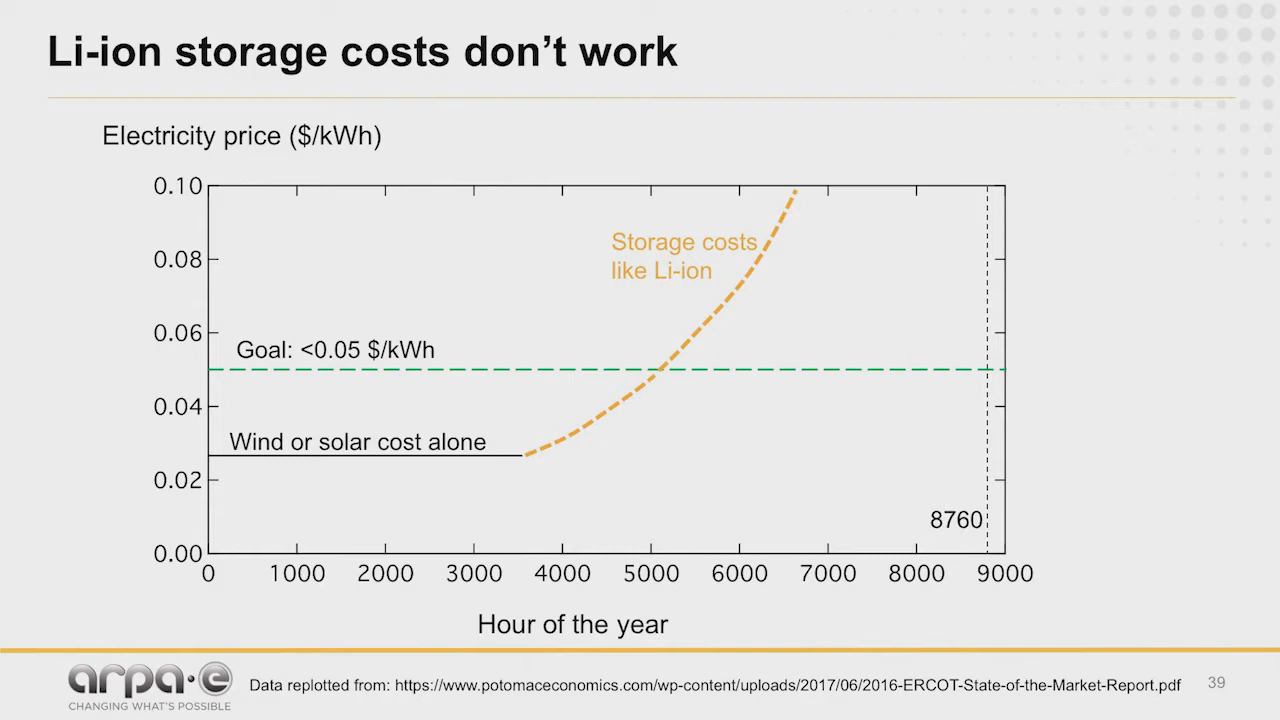 Li-ion storage costs don’t work
Electricity price ($/kWh)
0.10
Storage costs
like Li-ion
0.08
0.06
Goal: <0.05 $/kWh
0.04
Wind or solar cost alone
0.02
8760
0.00
0 1000 2000 3000 4000 5000 6000 7000 8000 9000
Hour of the year
arpa·e
CHANGING WHAT’S POSSIBLE
Data replotted from: https://www.potomaceconomics.com/wp-content/uploads/2017/06/2016-ERCOT-State-of-the-Market-Report.pdf
39